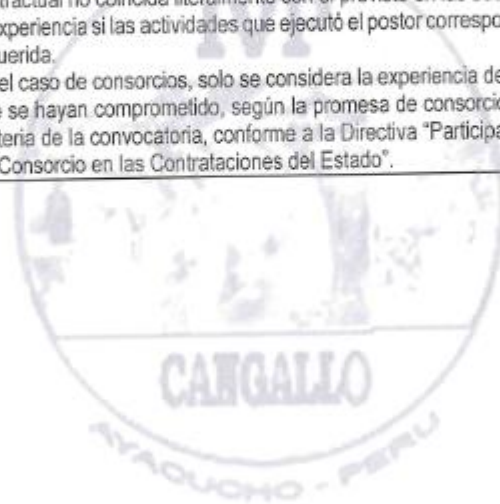 experiencia si las actividades que ejecutó el postor correspo
uerida.
el caso de consorcios, solo se considera la experiencia de
se hayan comprometido, según la promesa de consorci
teria de la convocatoria, conforme a la Directiva "Participa
Consorcio en las Contrataciones del Estado".
CANGALLO
AYACUCHO - PERU